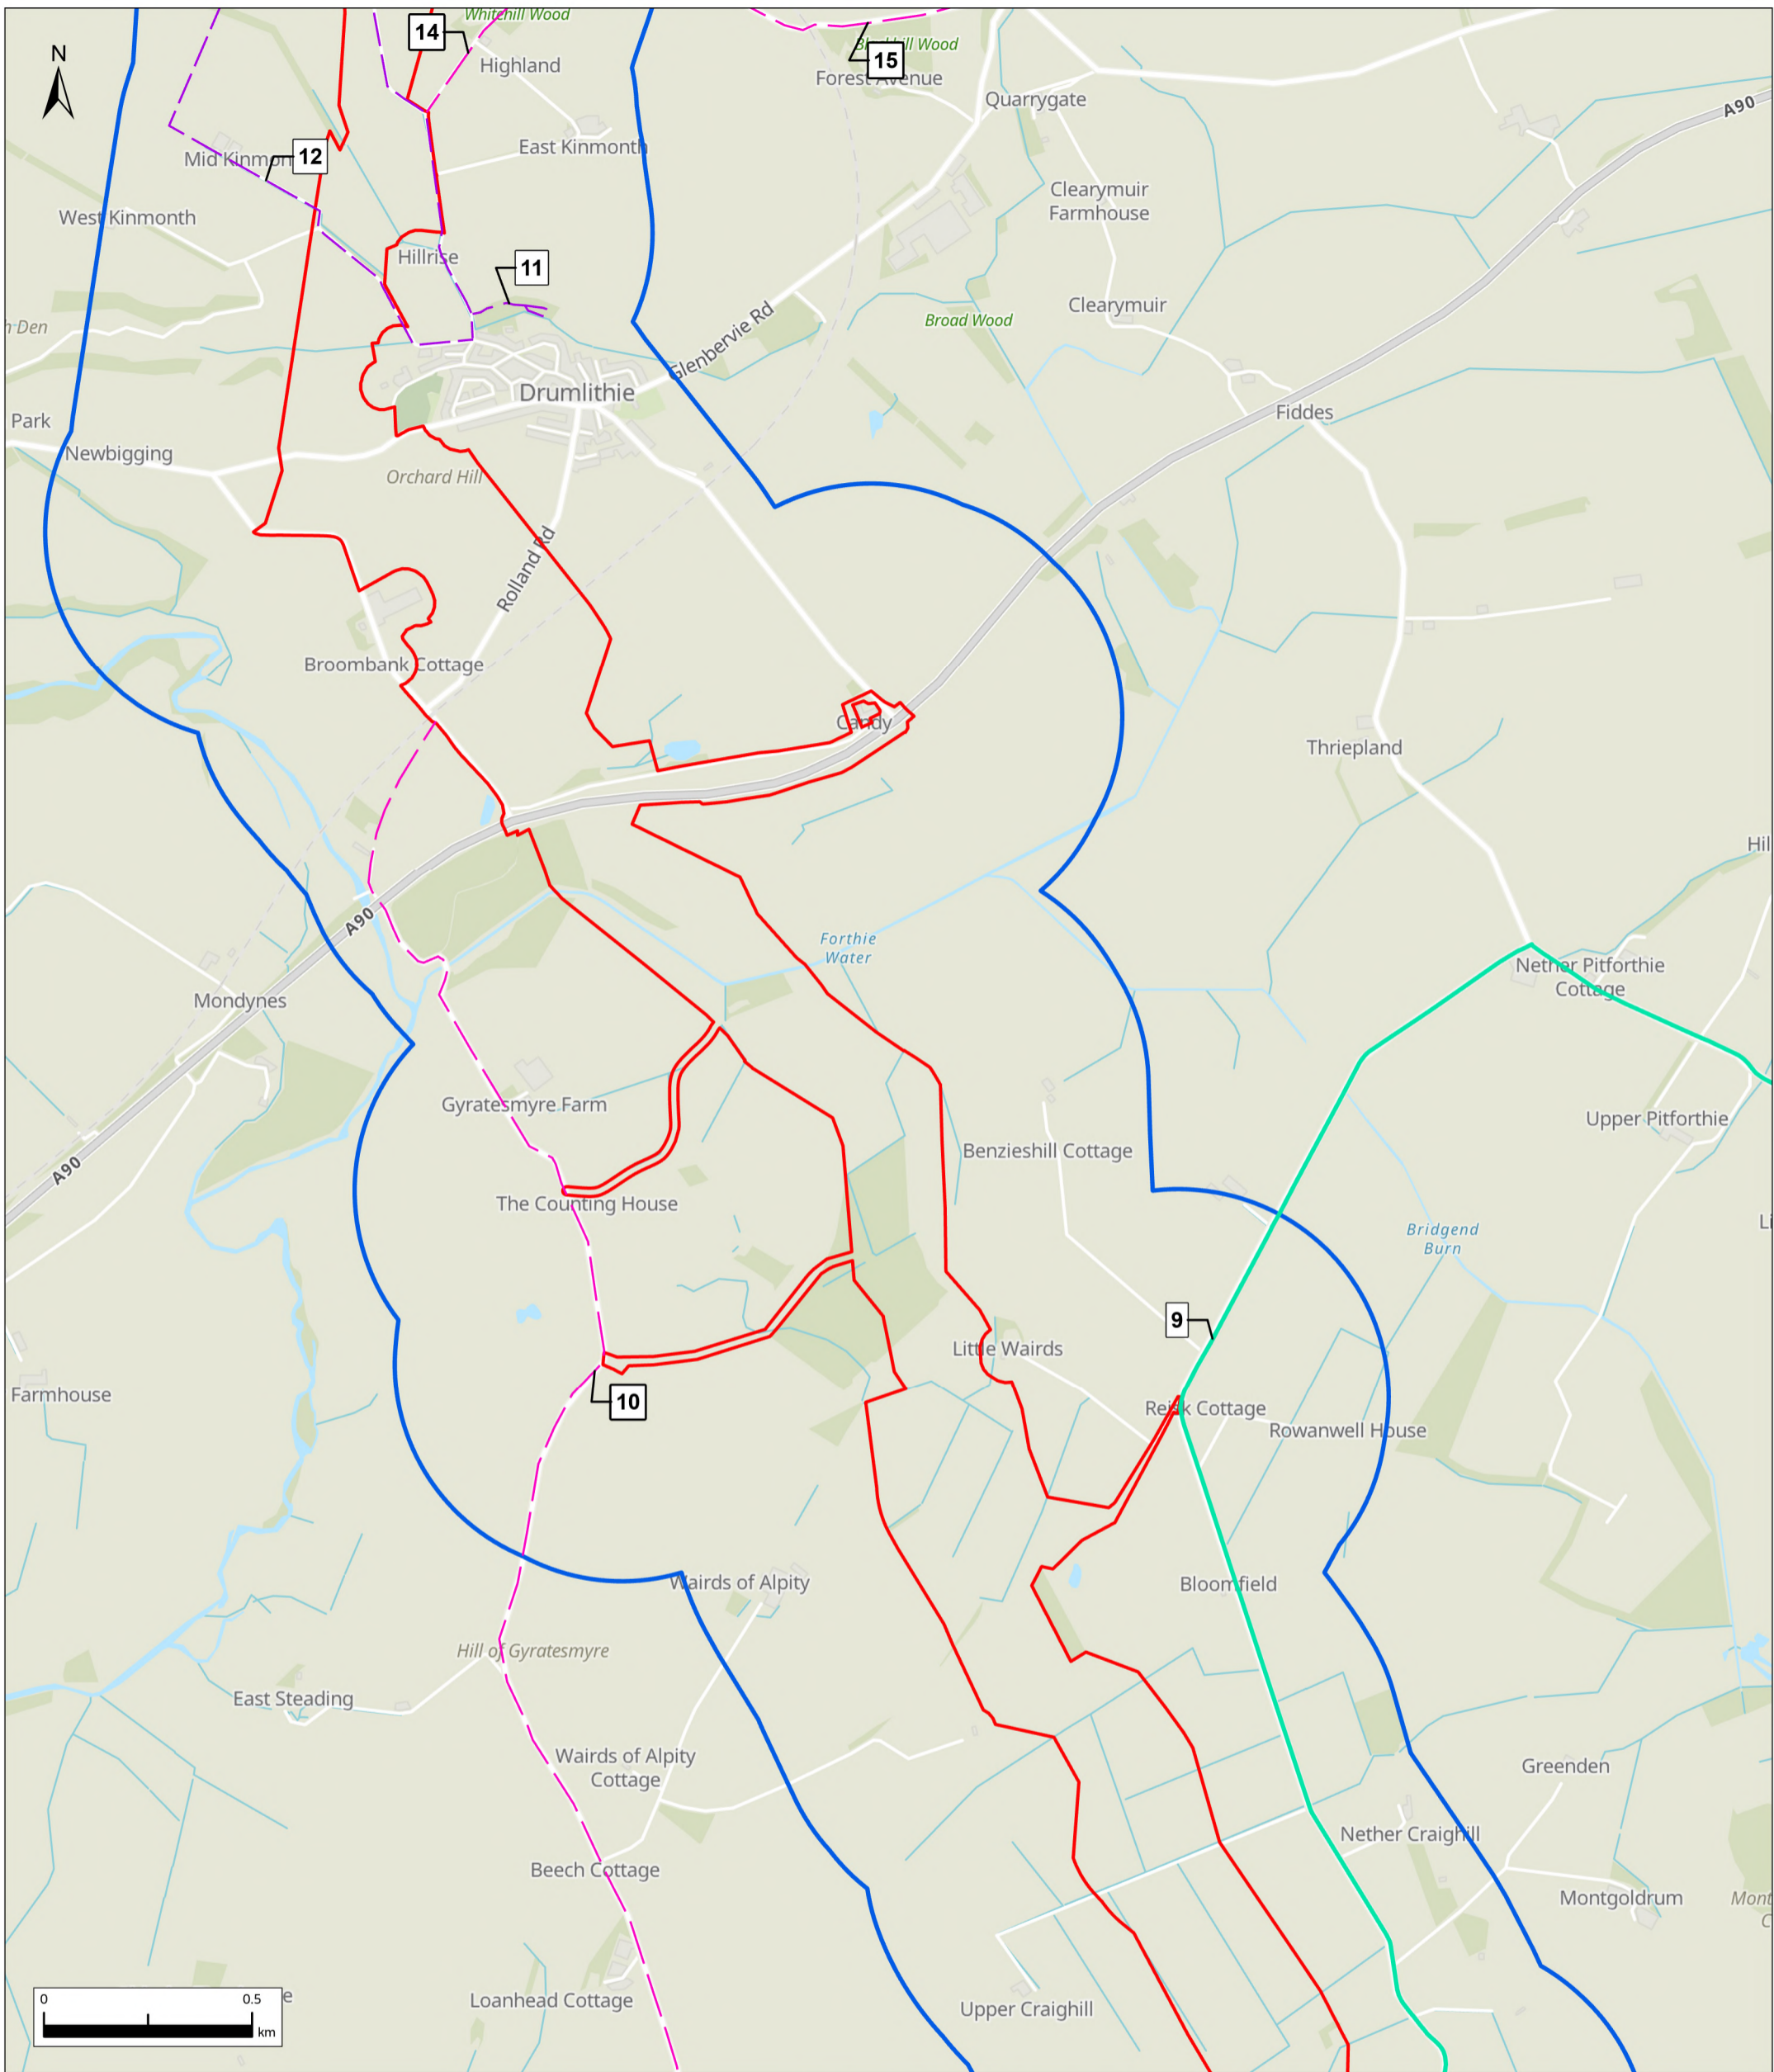 Whitehill Wood
14
15
N
Forest Avenue
Highland
Quarrygate
A90
East Kinmonth
12
Clearymuir
Farmhouse
West Kinmonth
Hillrise
11
Clearymuir
Broad Wood
Glenbervie Rd
Drumlithie
Park
Fiddes
Newbigging
Orchard Hill
Rolland Rd
Broombank Cottage
Candy
Thriepland
A90
Forthie
Water
Nether Pitforthie
Cottage
Mondynes
Gyratesmyre Farm
Upper Pitforthie
A90
Benzieshill Cottage
The Counting House
Bridgend
Burn
9
Little Wairds
Farmhouse
10
Reisk Cottage
Rowanwell House
Wairds of Alpity
Bloomfield
Hill of Gyratesmyre
East Steading
Wairds of Alpity
Cottage
Greenden
Nether Craighill
Beech Cottage
Montgoldrum
0
0.5
km
Loanhead Cottage
Upper Craighill